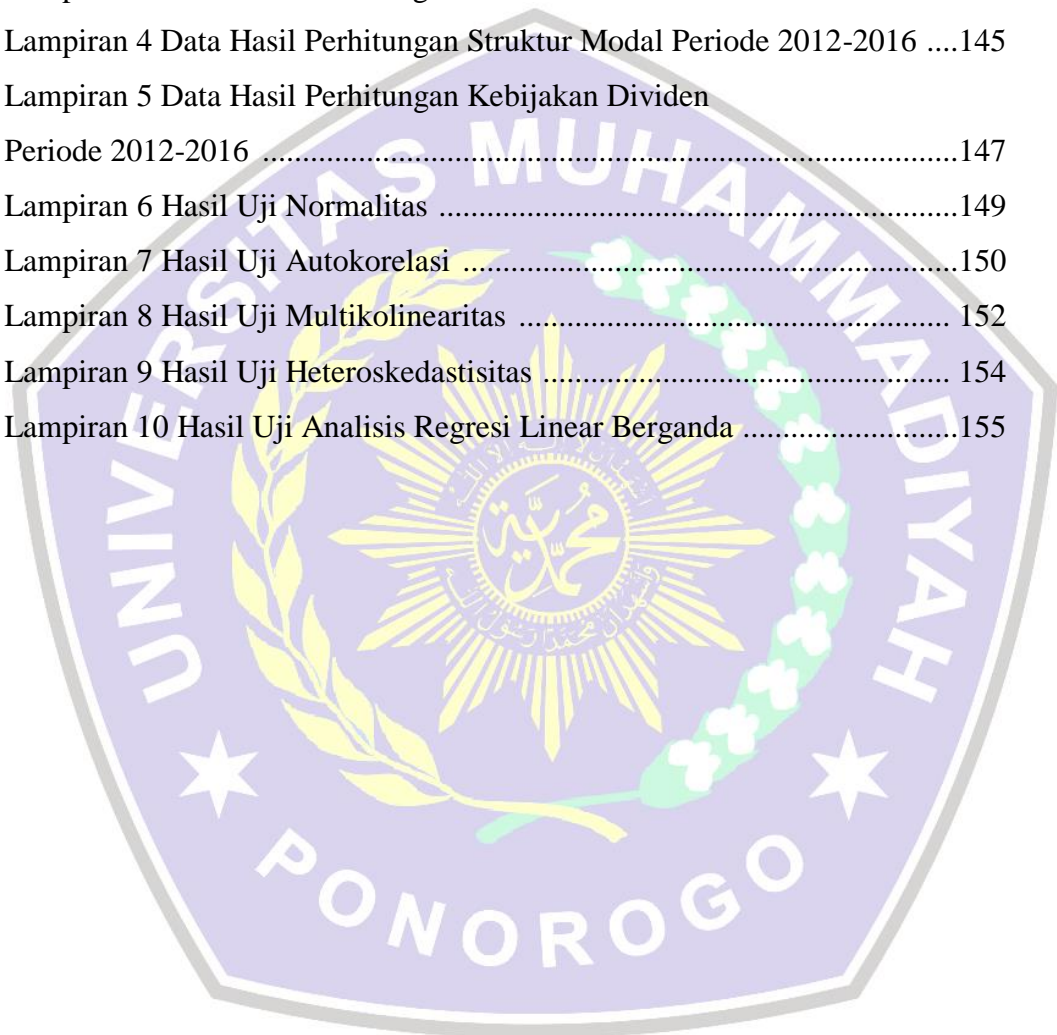 Lampiran 4 Data Hasil Perhitungan Struktur Modal Periode 2012-2016 ....145
Lampiran 5 Data Hasil Perhitungan Kebijakan Dividen
Periode 2012-2016 ........................................................................................147
Lampiran 6 Hasil Uji Normalitas ..................................................................149
Lampiran 7 Hasil Uji Autokorelasi ...............................................................150
Lampiran 8 Hasil Uji Multikolinearitas ....................................................... 152
Lampiran 9 Hasil Uji Heteroskedastisitas .................................................... 154
Lampiran 10 Hasil Uji Analisis Regresi Linear Berganda ...........................155
UNIVERSITAS MUHAMMADIYAH
PONOROGO
محمدية